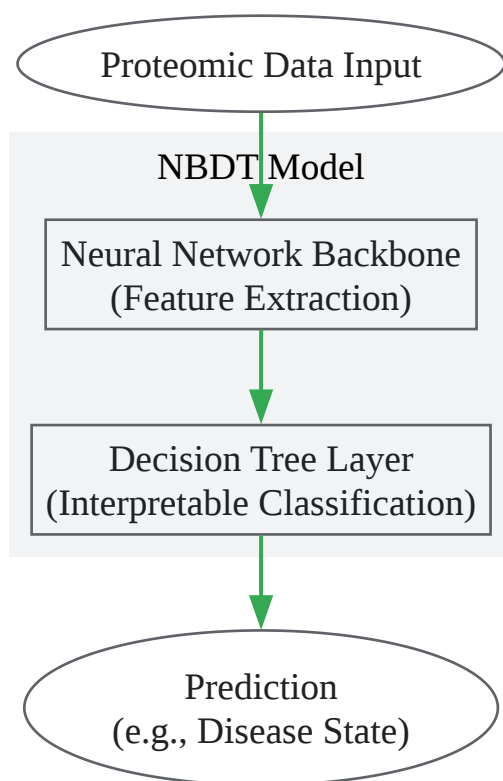 Proteomic Data Input
NBDT Model
Neural Network Backbone
(Feature Extraction)
Decision Tree Layer
(Interpretable Classification)
Prediction
(e.g., Disease State)